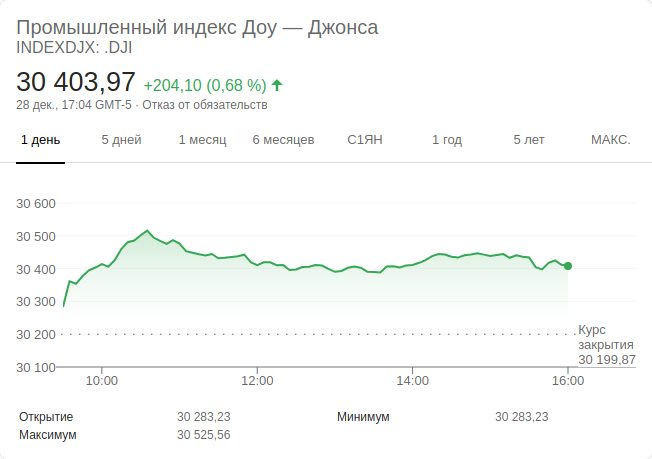 Промышленный индекс Доу — Джонса
INDEXDJX: .DJI
30 403,97 +204,10 (0,68 %)
28 дек., 17:04 GMT-5 · Отказ от обязательств
1 день 5 дней 1 месяц 6 месяцев С1ЯН 1 год 5 лет МАКС.
30 600
30 500
30 400
30 300
30 200
Курс
закрытия
30 199,87
30 100
10:00 12:00 14:00 16:00
Открытие 30 283,23 Минимум 30 283,23
Максимум 30 525,56